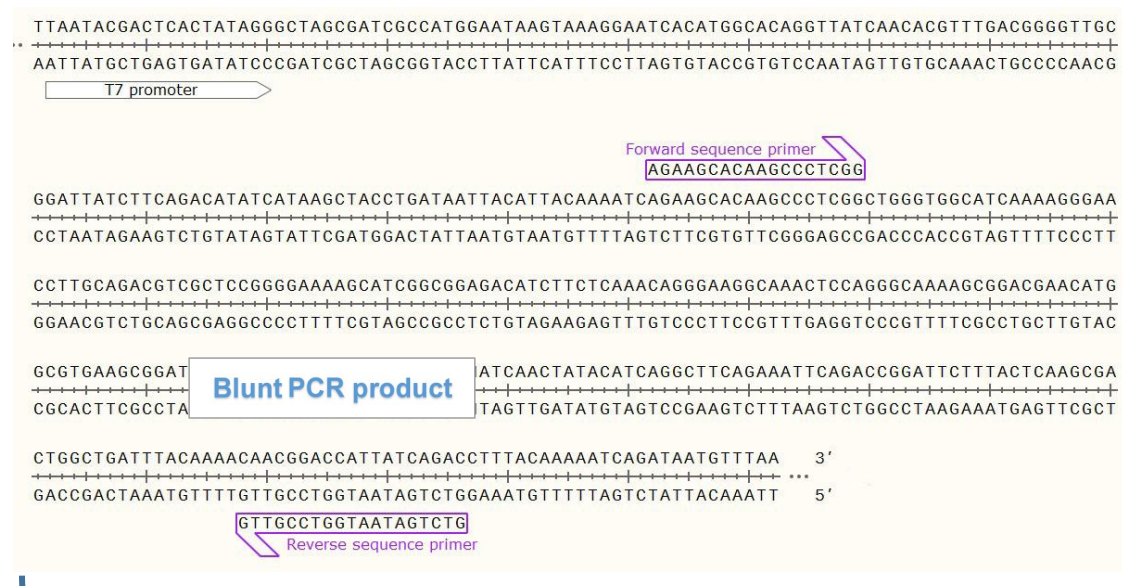 TTAATACGACTCACTATAGGGCTAGCGATCGCCATGGAATAAGTAAAGGAATCACATGGCACAGGTTATCAACACGTTTGACGGGGTTGC
AATTATGCTGAGTGATATCCCGATCGCTAGCGGTACCTTATTCATTTCCTTAGTGTACCGTGTCCAATAGTTGTGCAAACTGCCCCAACG
T7 promoter
Forward sequence primer
AGAAGCACAAGCCCTCGG
GGATTATCTTCAGACATATCATAAGCTACCTGATAATTACATTACAAAATCAGAAGCACAAGCCCTCGGCTGGGTGGCATCAAAAGGGAA
CCTAATAGAAGTCTGTATAGTATTCGATGGACTATTAATGTAATGTTTTAGTCTTCGTGTTCGGGAGCCGACCCACCGTAGTTTTCCCTT
CCTTGCAGACGTCGCTCCGGGGAAAAGCATCGGCGGAGACATCTTCTCAAACAGGGAAGGCAAACTCCAGGGCAAAAGCGGACGAACATG
GGAACGTCTGCAGCGAGGCCCCTTTTCGTAGCCGCCTCTGTAGAAGAGTTTGTCCCTTCCGTTTGAGGTCCCGTTTTCGCCTGCTTGTAC
GCGTGAAGCGGAT Blunt PCR product ATCAACTATACATCAGGCTTCAGAAATTCAGACCGGATTCTTTACTCAAGCGA
CGCACTTCGCCTA TAGTTGATATGTAGTCCGAAGTCTTTAAGTCTGGCCTAAGAAATGAGTTCGCT
CTGGCTGATTTACAAAACAACGGACCATTATCAGACCTTTACAAAAATCAGATAATGTTTAA 3′
GACCGACTAAATGTTTTGTTGCCTGGTAATAGTCTGGAAATGTTTTTAGTCTATTACAAATT 5′
GTTGCCTGGTAATAGTCTG
Reverse sequence primer